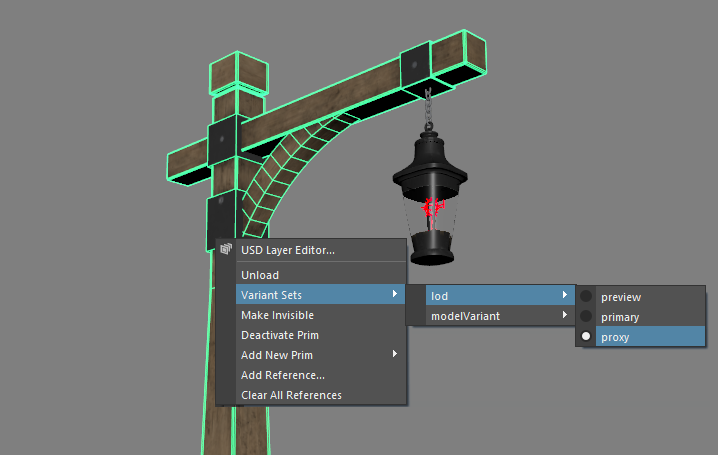 USD Layer Editor...
Unload
Variant Sets
Make Invisible
Deactivate Prim
Add New Prim
Add Reference...
Clear All References
lod
modelVariant
preview
primary
proxy